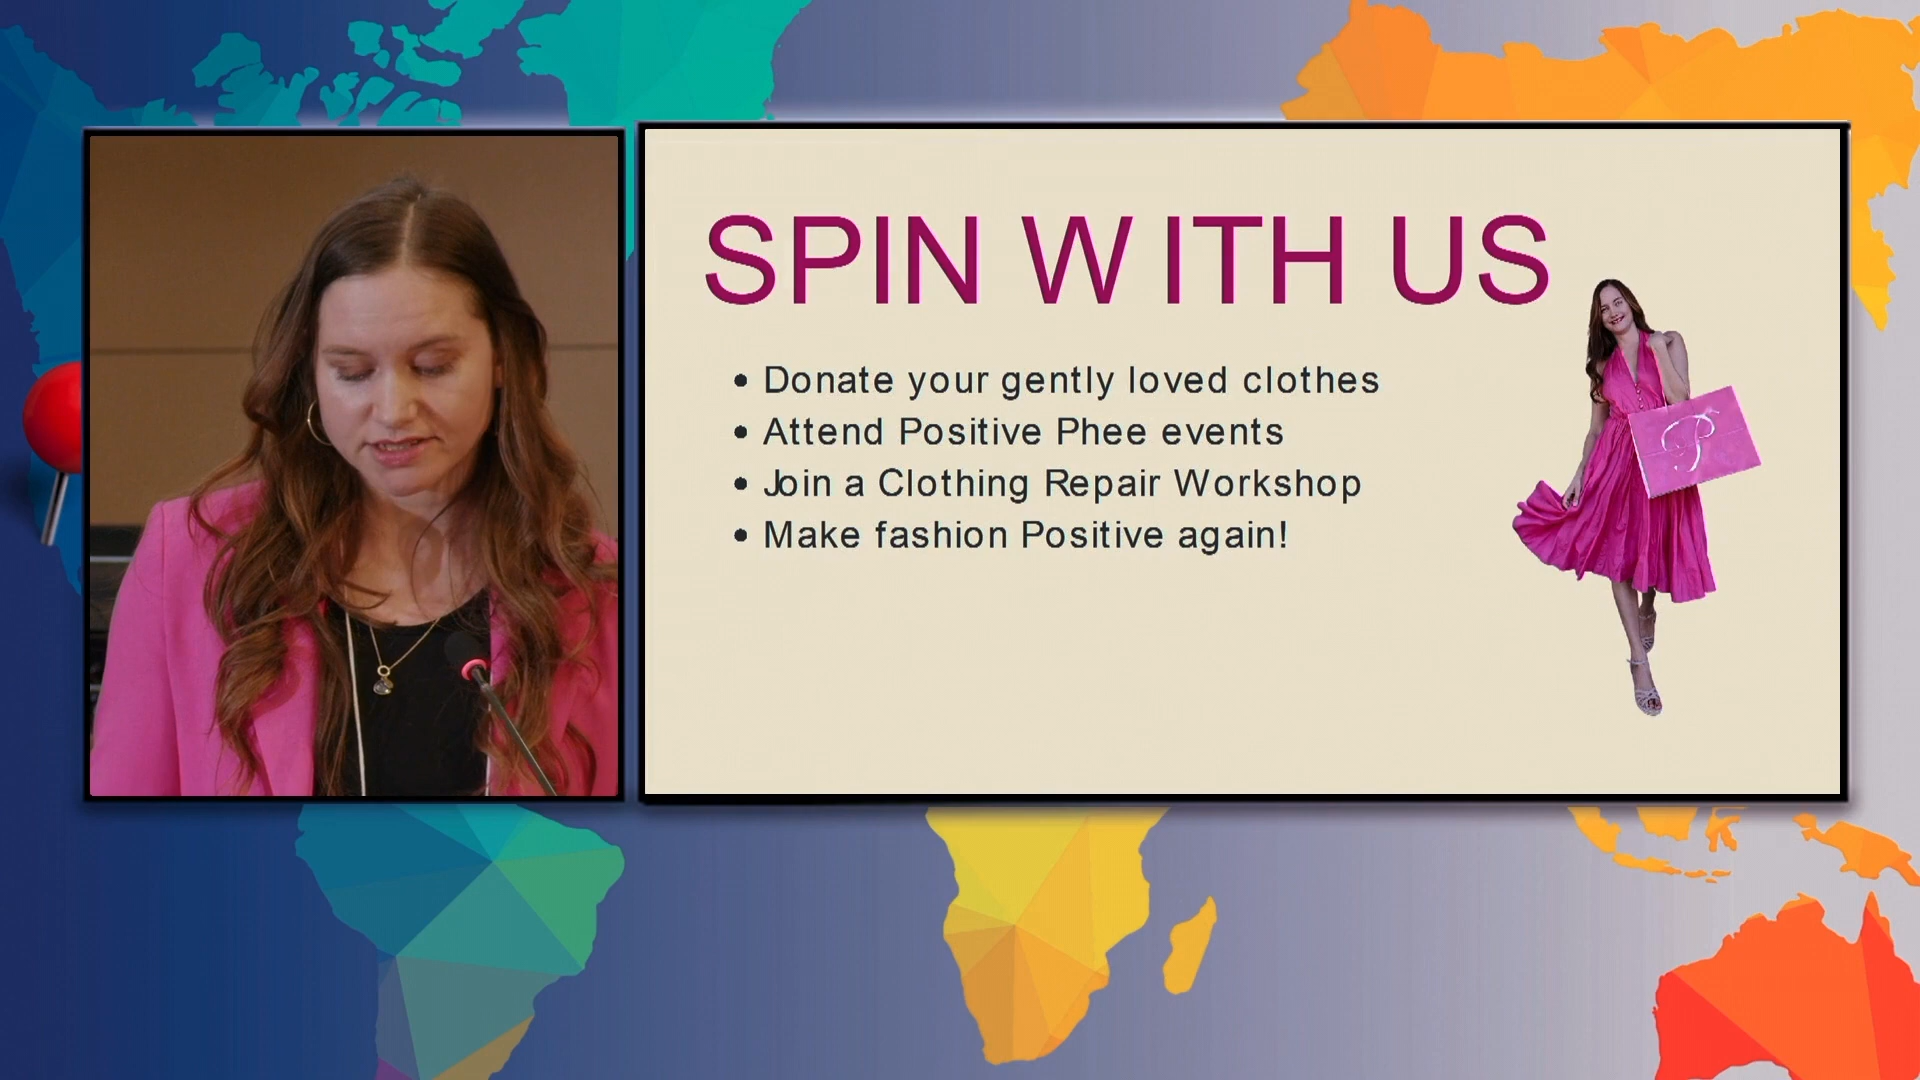 SPIN WITH US
• Donate your gently loved clothes
• Attend Positive Phee events
• Join a Clothing Repair Workshop
• Make fashion Positive again!
P